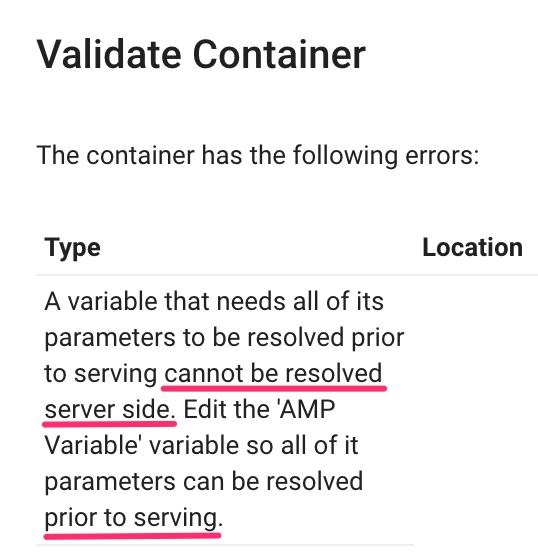 Validate Container
The container has the following errors:
Type Location
A variable that needs all of its
parameters to be resolved prior
to serving cannot be resolved
server side. Edit the 'AMP
Variable' variable so all of it
parameters can be resolved
prior to serving.